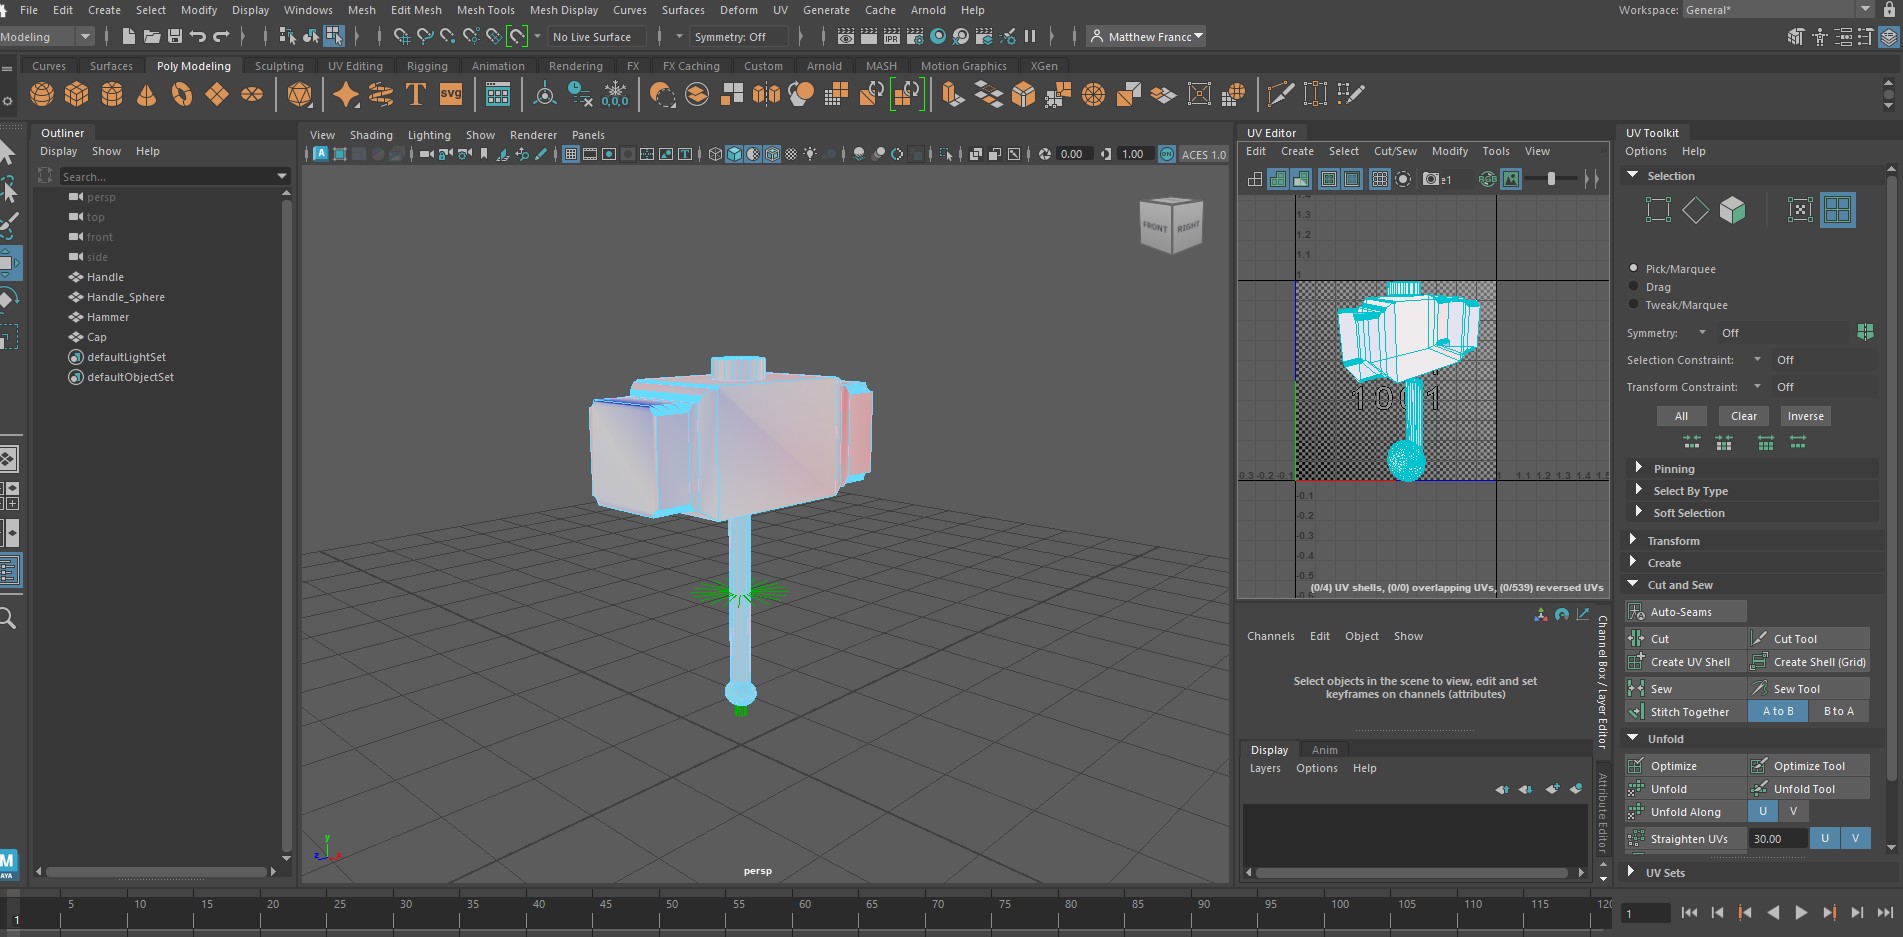 File Edit Create Select Modify Display Windows Mesh Edit Mesh Mesh Tools Mesh Display Curves Surfaces Deform UV Generate Cache Arnold Help Workspace: General*
Modeling No Live Surface Symmetry: Off Matthew Francc
Curves Surfaces Poly Modeling Sculpting UV Editing Rigging Animation Rendering FX FX Caching Custom Arnold MASH Motion Graphics XGen
T SVG 0,0,0 IPR
Outliner
Display Show Help
Search...
persp
top
front
side
Handle
Handle_Sphere
Hammer
Cap
defaultLightSet
defaultObjectSet
View Shading Lighting Show Renderer Panels
0.00 1.00 ON ACES 1.0
FRONT RIGHT
y
z x
persp
UV Editor
Edit Create Select Cut/Sew Modify Tools View
e1 RGB
1.3
1.2
1.1
1
-0.3 -0.2 -0.1 1 1.1 1.2 1.3 1.4 1.5
-0.1
-0.2
-0.3
-0.4
-0.5
(0/4) UV shells, (0/0) overlapping UVs, (0/539) reversed UVs
Channels Edit Object Show
Select objects in the scene to view, edit and set
keyframes on channels (attributes)
Display Anim
Layers Options Help
Channel Box / Layer Editor
Attribute Editor
UV Toolkit
Options Help
Selection
Pick/Marquee
Drag
Tweak/Marquee
Symmetry: Off
Selection Constraint: Off
Transform Constraint: Off
All Clear Inverse
Pinning
Select By Type
Soft Selection
Transform
Create
Cut and Sew
Auto-Seams
Cut Cut Tool
Create UV Shell Create Shell (Grid)
Sew Sew Tool
Stitch Together A to B B to A
Unfold
Optimize Optimize Tool
Unfold Unfold Tool
Unfold Along U V
Straighten UVs 30.00 U V
UV Sets
M
AYA
5 10 15 20 25 30 35 40 45 50 55 60 65 70 75 80 85 90 95 100 105 110 115 120
1 1